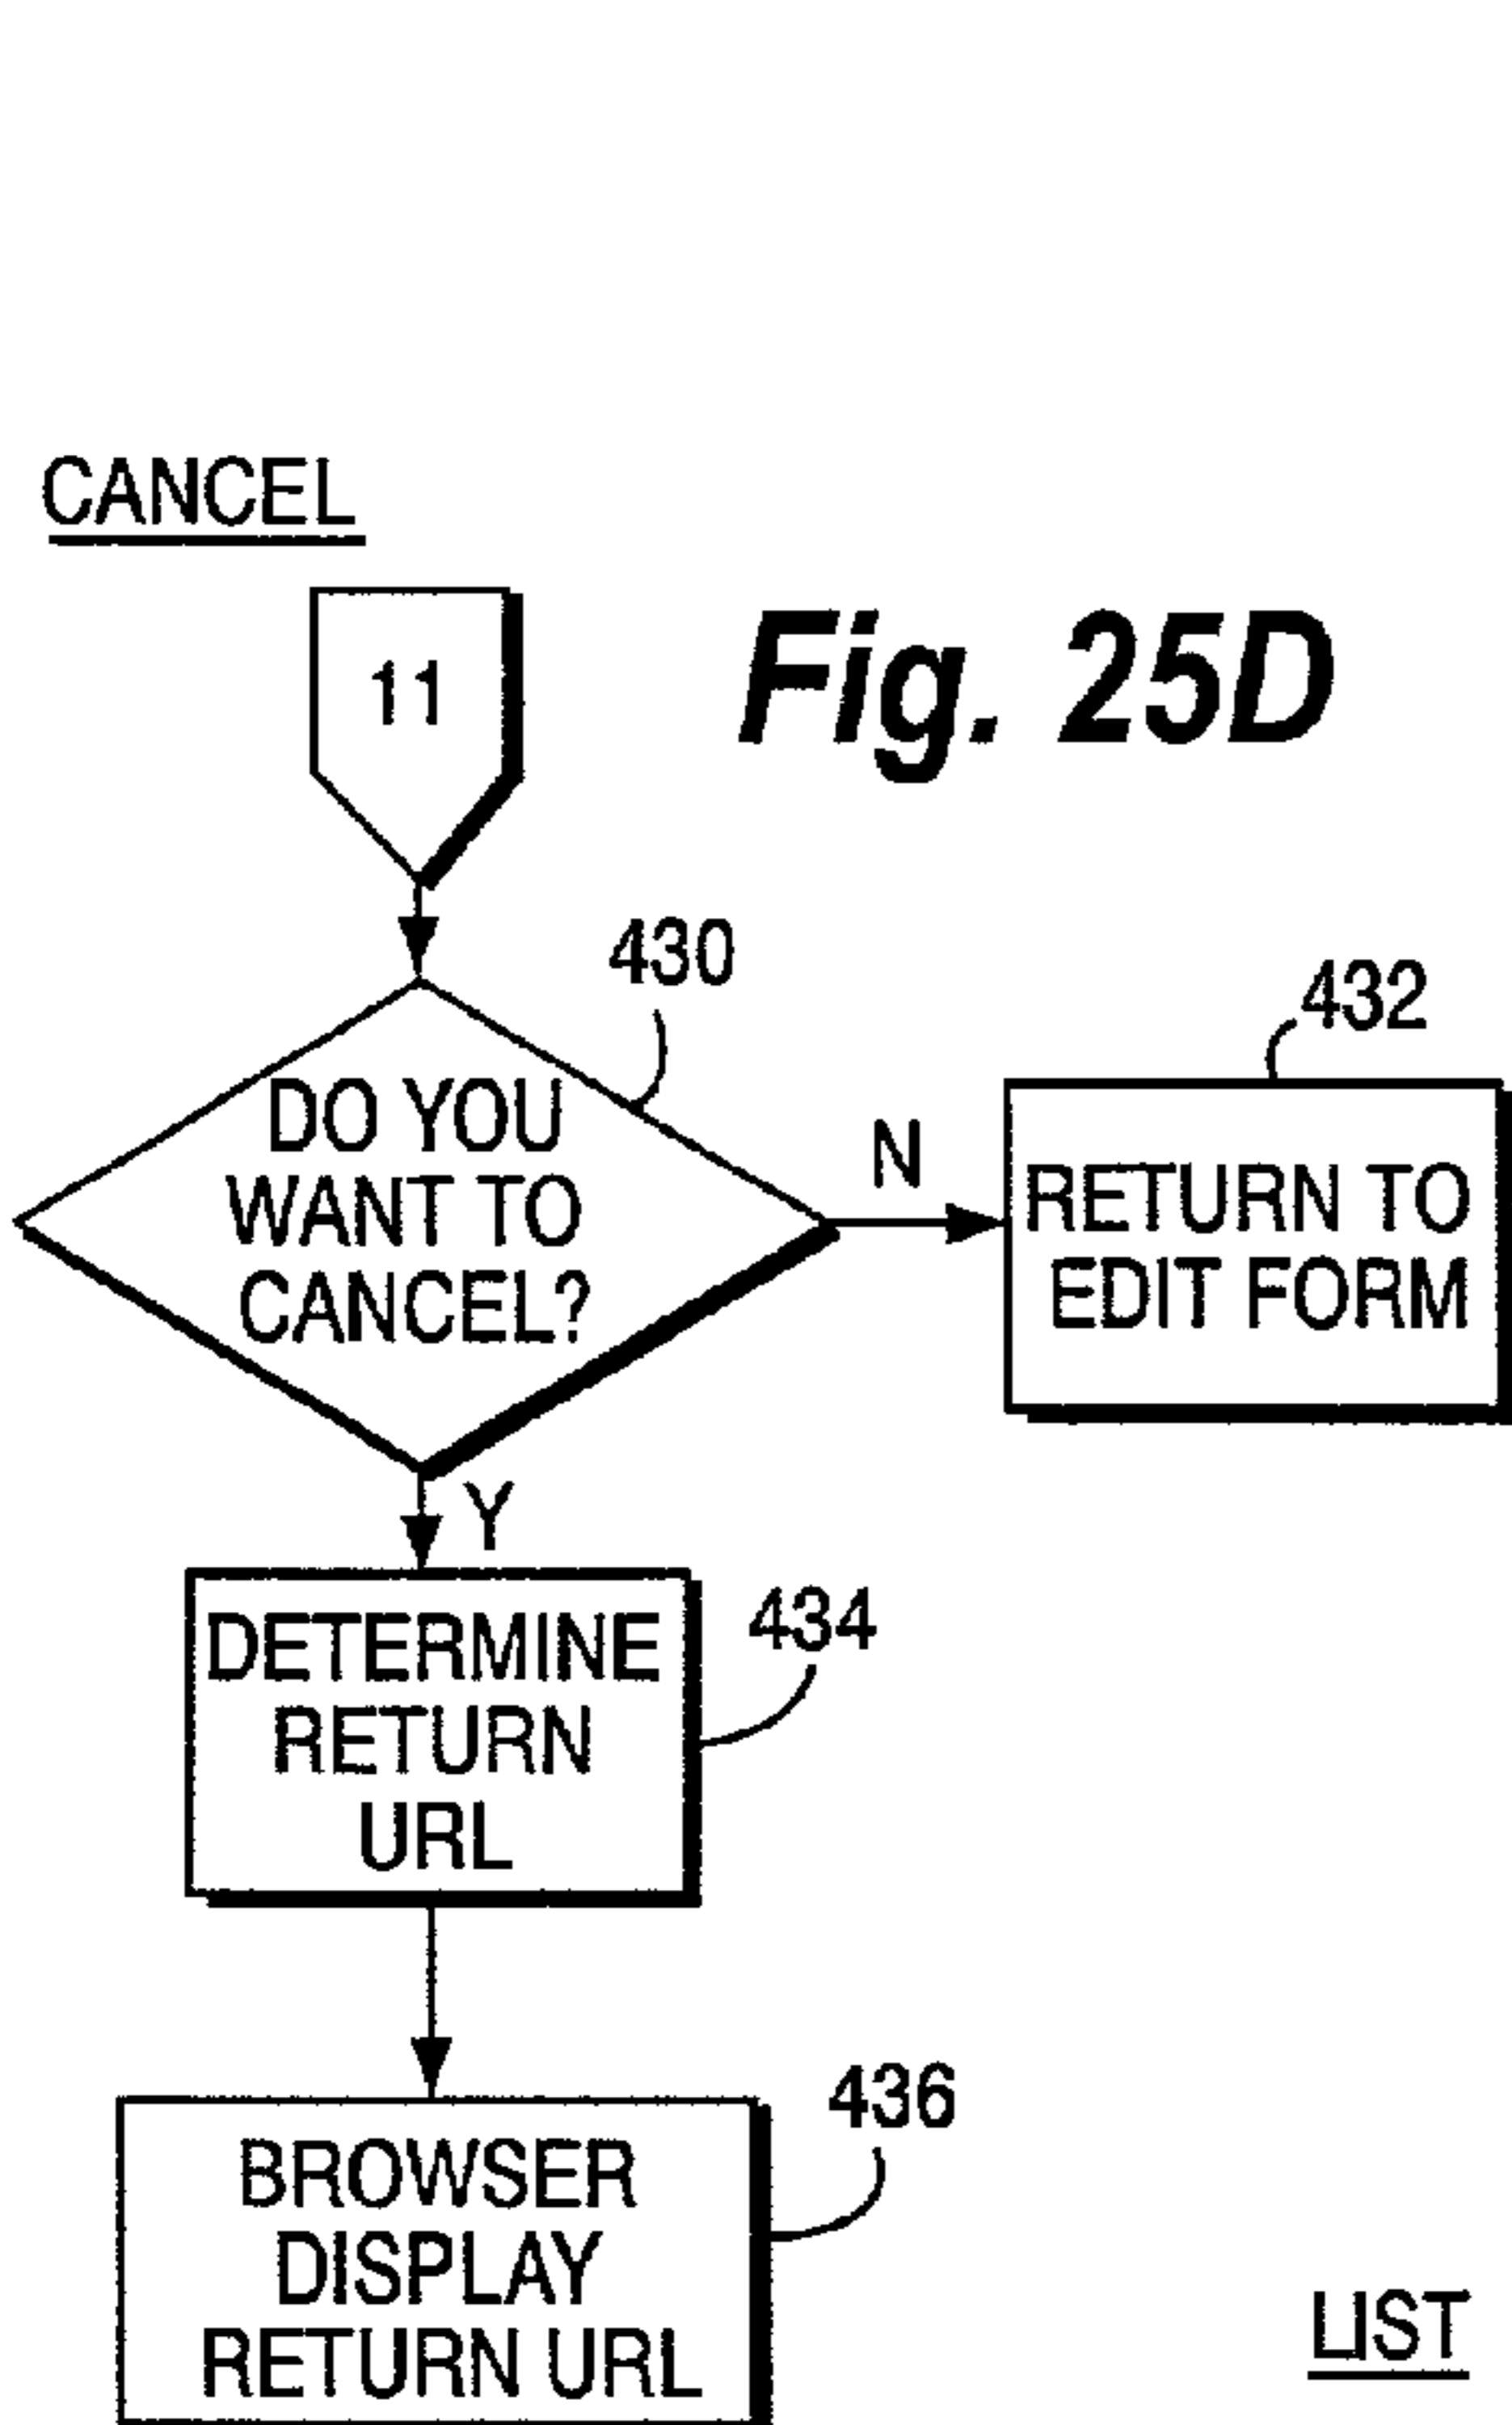 CANCEL
11
Fig. 25D
430
432
DO YOU
WANT TO
CANCEL?
N
RETURN TO
EDIT FORM
Y
DETERMINE
RETURN
URL
434
436
BROWSER
DISPLAY
RETURN URL
LIST